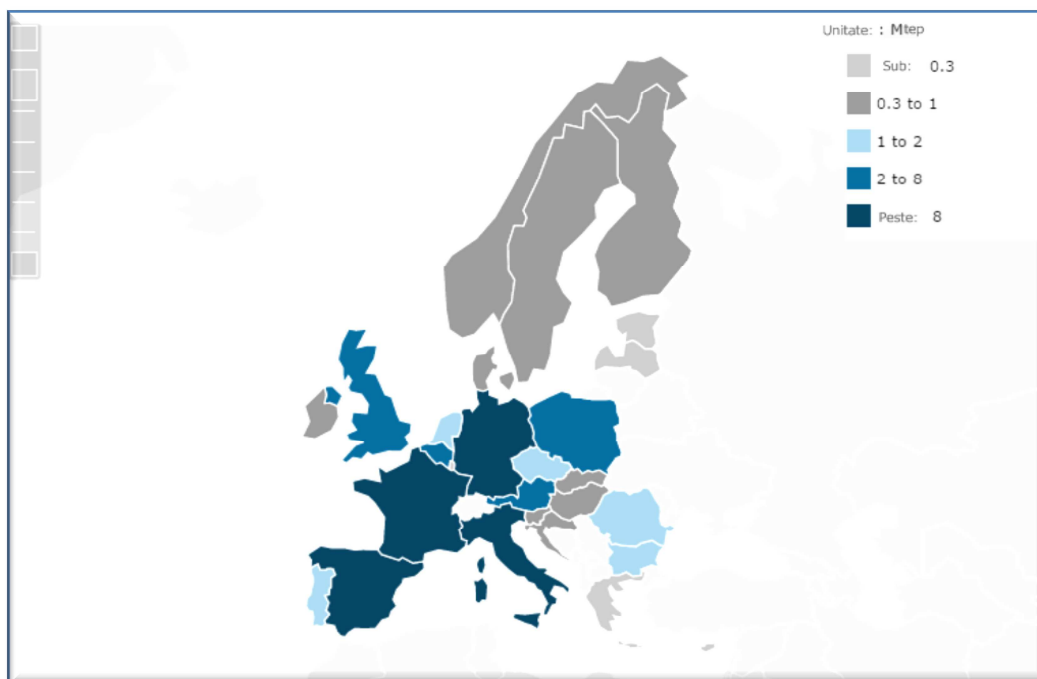 Unitate: : Mtep
Sub: 0.3
0.3 to 1
1 to 2
2 to 8
Peste: 8